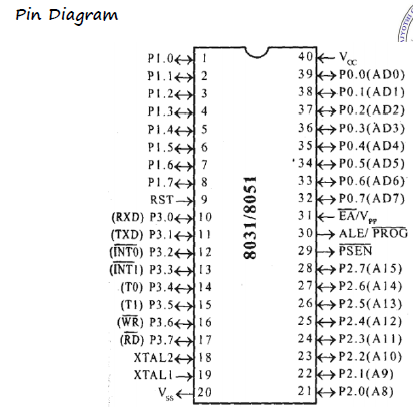 Pin Diagram
P1.0 1 40 Vcc
P1.1 2 39 P0.0(AD0)
P1.2 3 38 P0.1(AD1)
P1.3 4 37 P0.2(AD2)
P1.4 5 36 P0.3(AD3)
P1.5 6 35 P0.4(AD4)
P1.6 7 34 P0.5(AD5)
P1.7 8 33 P0.6(AD6)
RST 9 32 P0.7(AD7)
(RXD) P3.0 10 31 E̅A̅/Vpp
(TXD) P3.1 11 30 ALE/ P̅R̅O̅G̅
(I̅N̅T̅0̅) P3.2 12 29 P̅S̅E̅N̅
(I̅N̅T̅1̅) P3.3 13 28 P2.7(A15)
(T0) P3.4 14 27 P2.6(A14)
(T1) P3.5 15 26 P2.5(A13)
(W̅R̅) P3.6 16 25 P2.4(A12)
(R̅D̅) P3.7 17 24 P2.3(A11)
XTAL2 18 23 P2.2(A10)
XTAL1 19 22 P2.1(A9)
Vss 20 21 P2.0(A8)
8031/8051